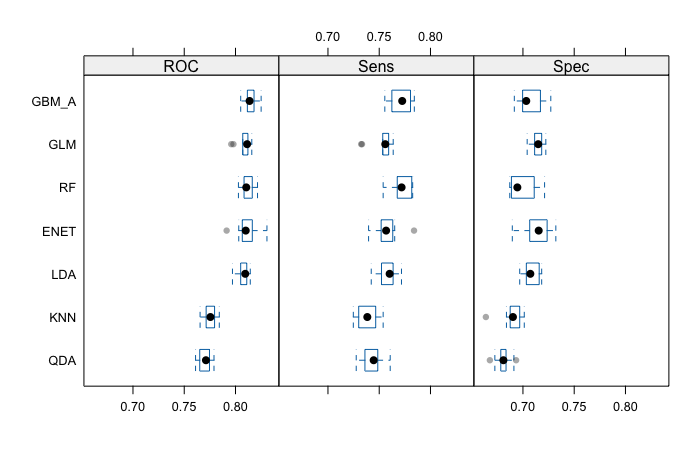 0.70 0.75 0.80
ROC Sens Spec
GBM_A
GLM
RF
ENET
LDA
KNN
QDA
0.70 0.75 0.80 0.70 0.75 0.80